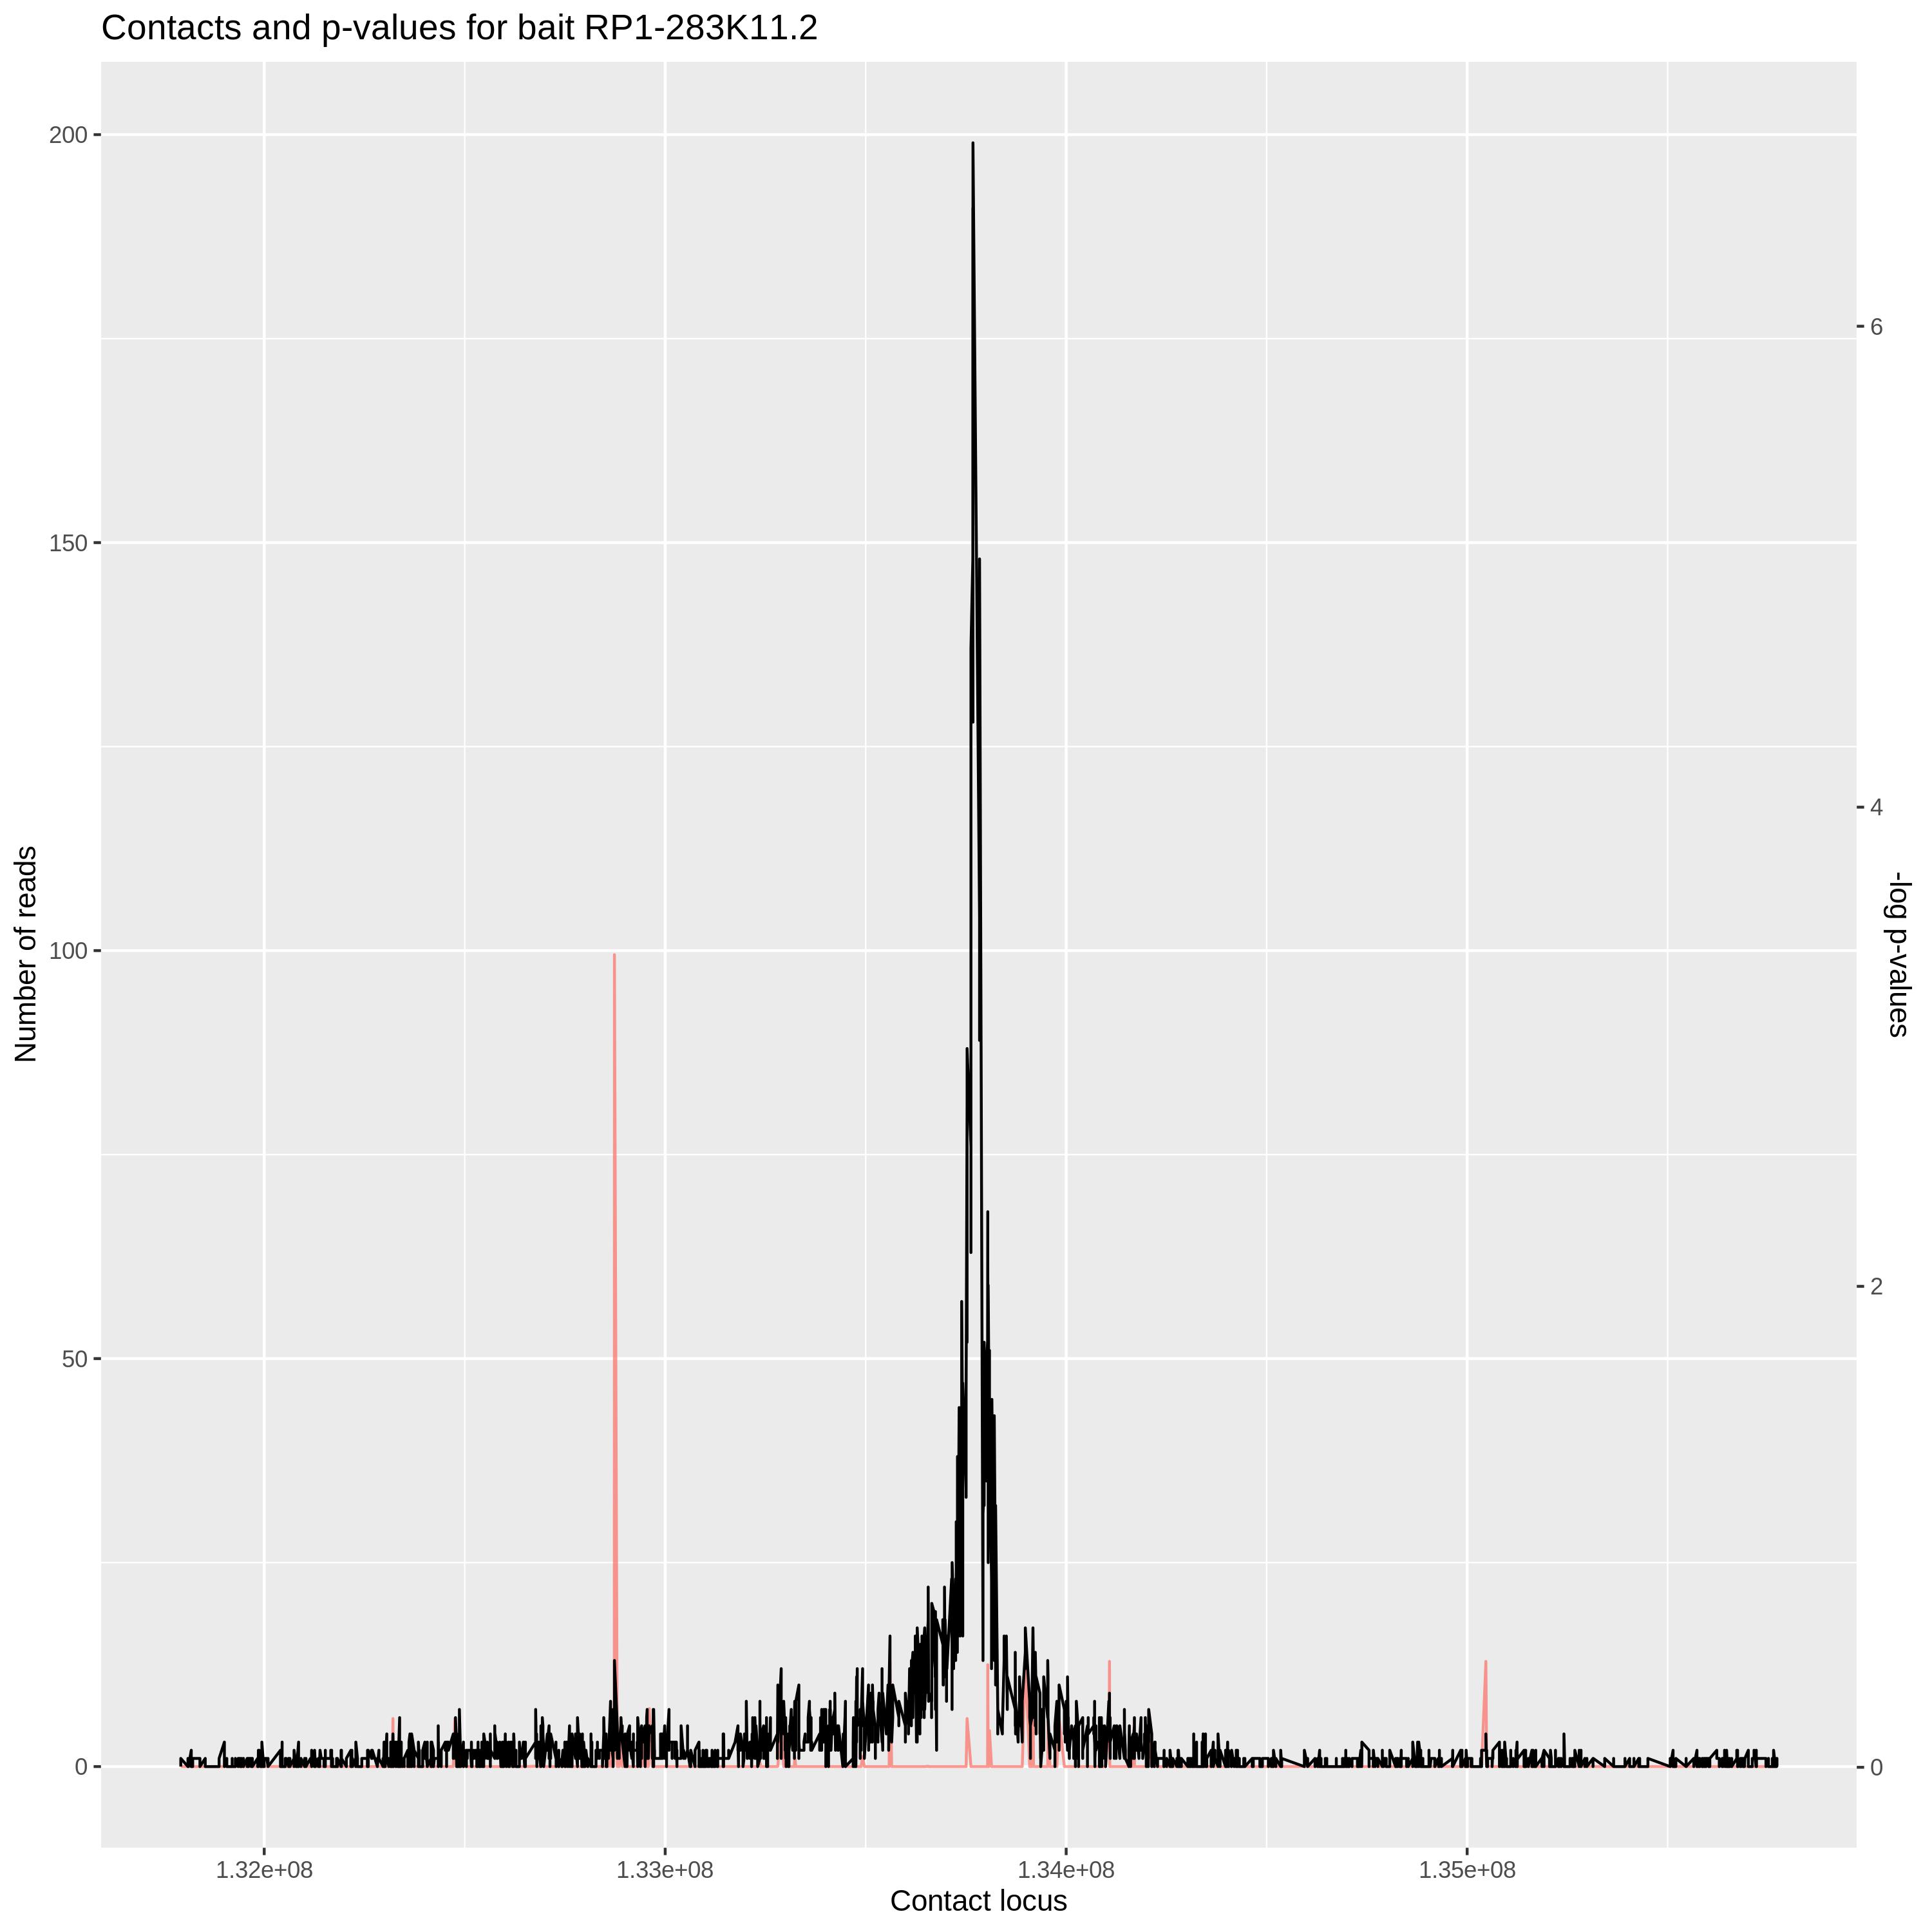 Contacts and p-values for bait RP1-283K11.2
200
150
100
50
0
Number of reads
6
4
2
0
-log p-values
1.32e+08
1.33e+08
1.34e+08
1.35e+08
Contact locus